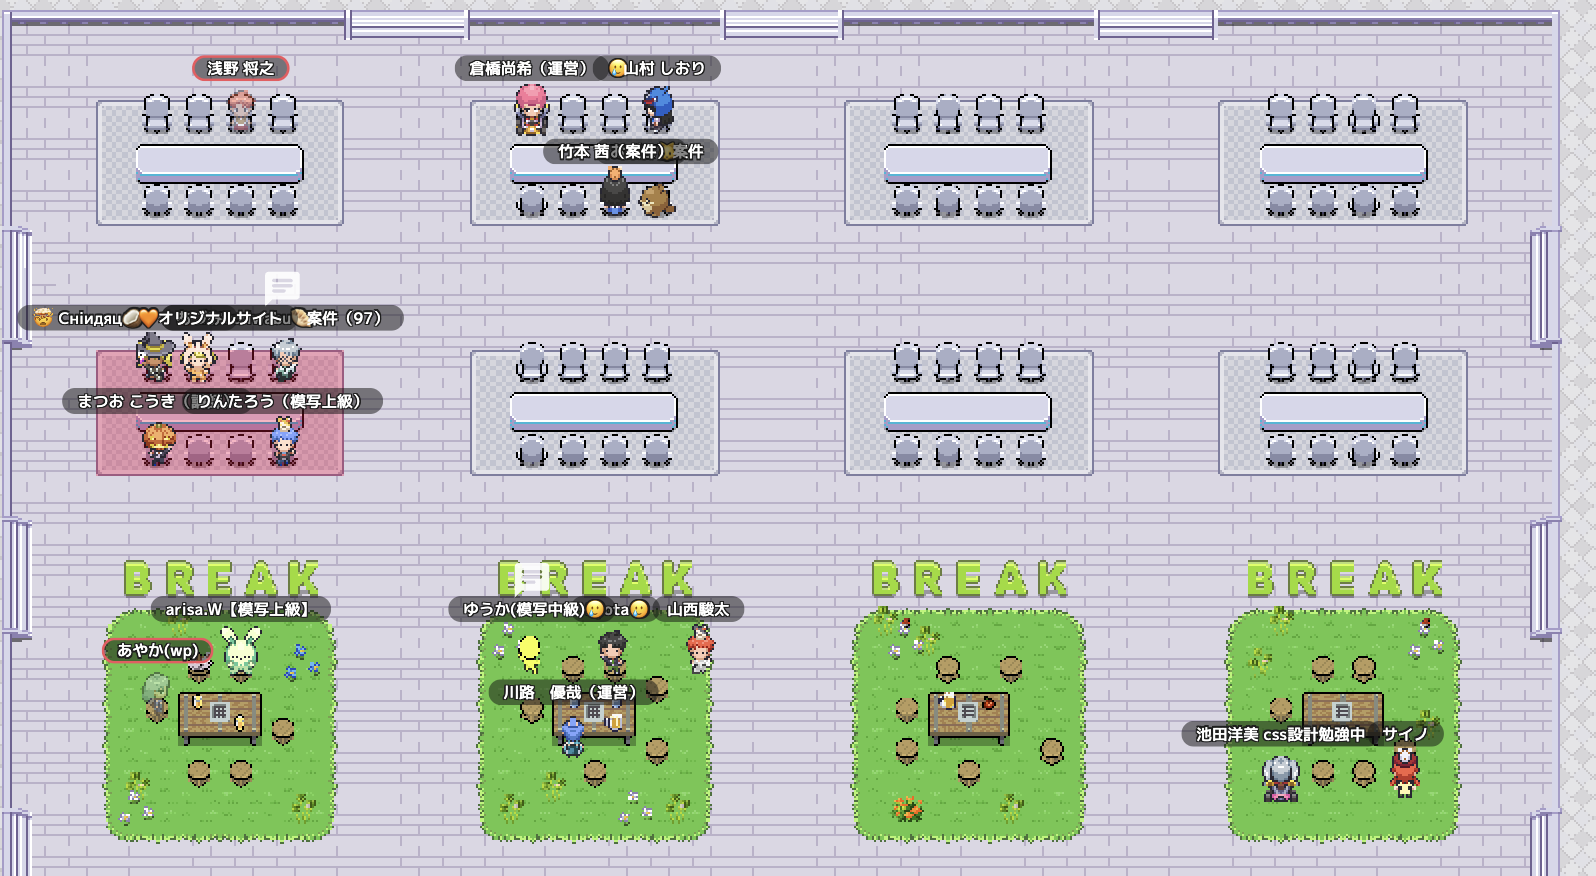 浅野 将之
倉橋尚希（運営）
山村 しおり
竹本 茜（案件）
案件
Снiидяц
オリジナルサイト
案件（97）
まつお こうき（
りんたろう（模写上級）
BREAK
BREAK
BREAK
BREAK
arisa.W【模写上級】
あやか(wp)
ゆうか(模写中級)
ota
山西駿太
川路　優哉（運営）
池田洋美 css設計勉強中
サイノ